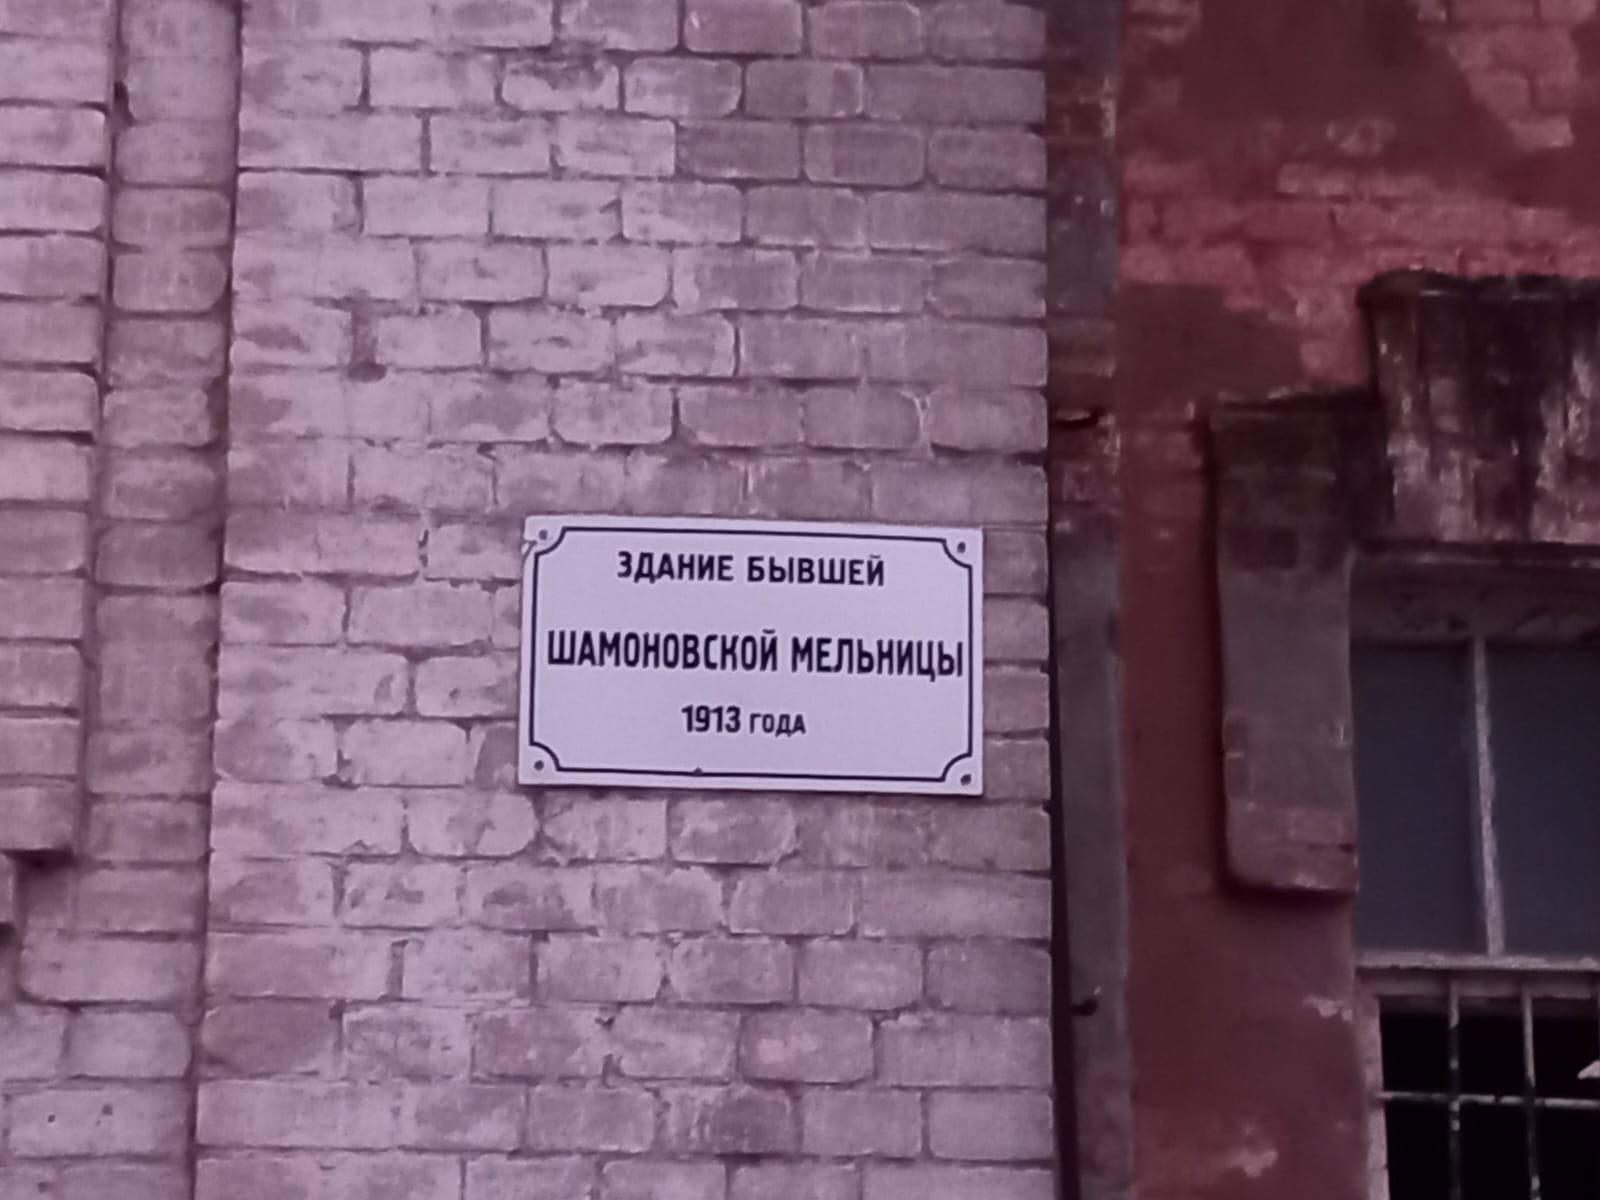 ЗДАНИЕ БЫВШЕЙ
ШАМОНОВСКОЙ МЕЛЬНИЦЫ
1913 ГОДА